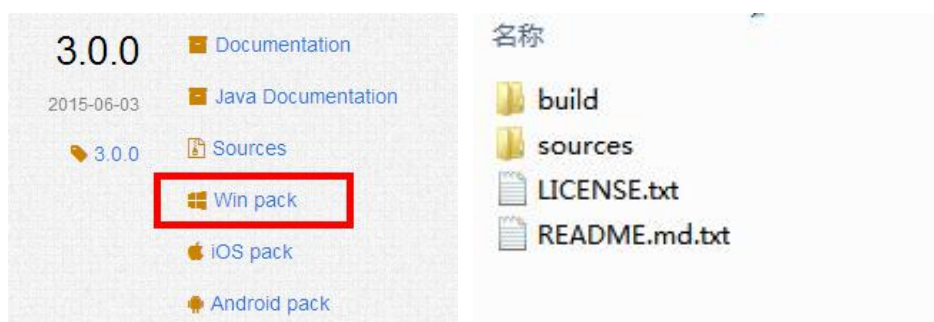 3.0.0
2015-06-03
3.0.0
Documentation
Java Documentation
Sources
Win pack
iOS pack
Android pack
名称
build
sources
LICENSE.txt
README.md.txt